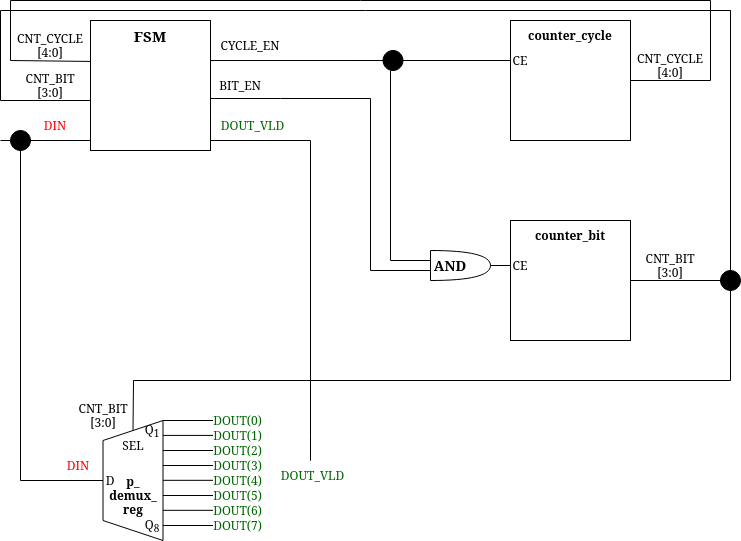 CNT_CYCLE
[4:0]
CNT_BIT
[3:0]
DIN
FSM
CYCLE_EN
BIT_EN
DOUT_VLD
counter_cycle
CE
CNT_CYCLE
[4:0]
AND
counter_bit
CE
CNT_BIT
[3:0]
CNT_BIT
[3:0]
SEL
DIN
D
p_
demux_
reg
Q1
Q8
DOUT(0)
DOUT(1)
DOUT(2)
DOUT(3)
DOUT(4)
DOUT(5)
DOUT(6)
DOUT(7)
DOUT_VLD